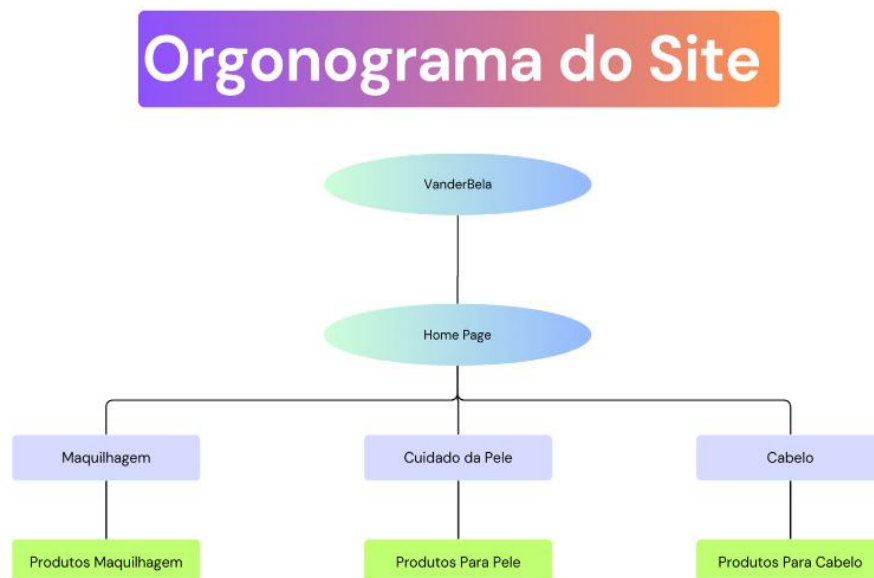 Orgonograma do Site
VanderBela
Home Page
Maquilhagem
Cuidado da Pele
Cabelo
Produtos Maquilhagem
Produtos Para Pele
Produtos Para Cabelo